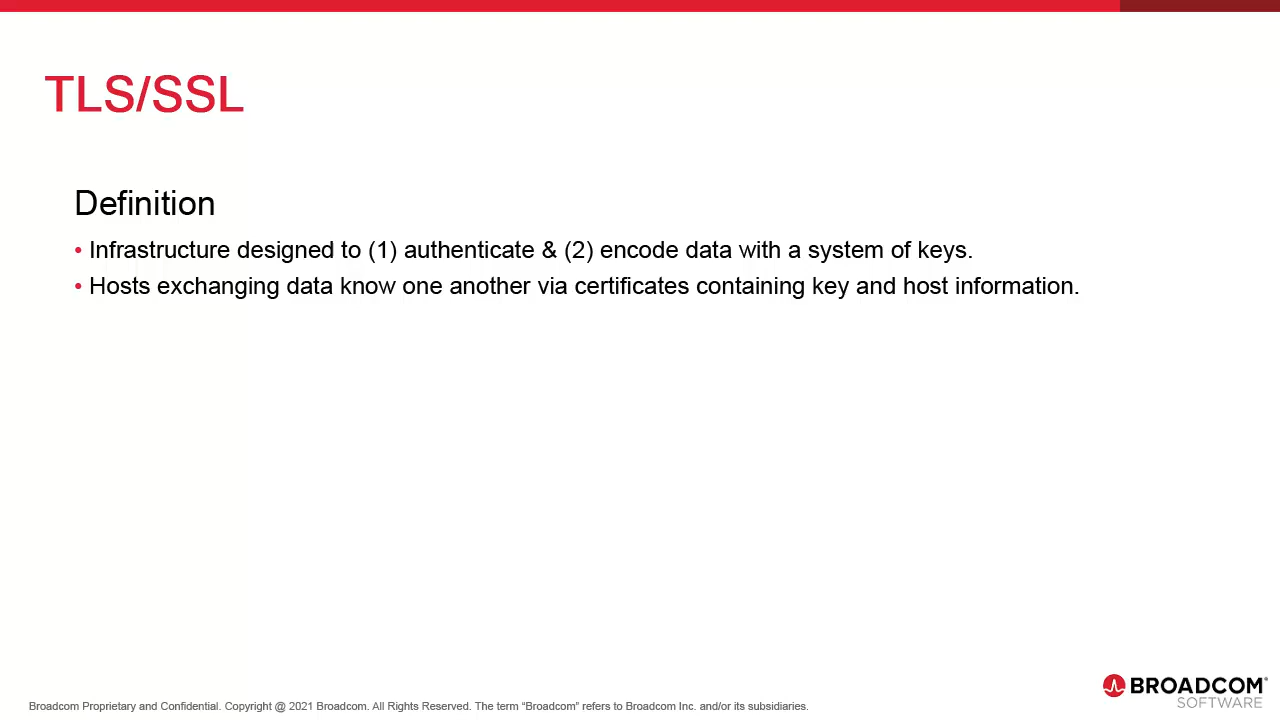 TLS/SSL
Definition
• Infrastructure designed to (1) authenticate & (2) encode data with a system of keys.
• Hosts exchanging data know one another via certificates containing key and host information.
Broadcom Proprietary and Confidential. Copyright @ 2021 Broadcom. All Rights Reserved. The term “Broadcom” refers to Broadcom Inc. and/or its subsidiaries.
BROADCOM®
SOFTWARE